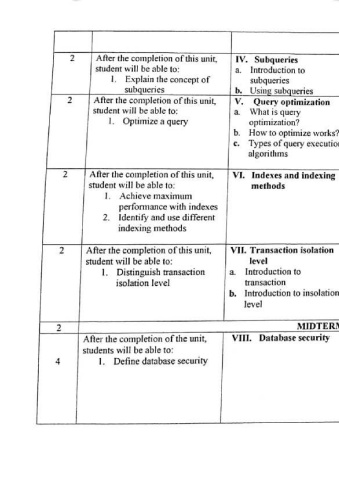 2
After the completion of this unit,
student will be able to:
1. Explain the concept of
subqueries
IV. Subqueries
a. Introduction to
subqueries
b. Using subqueries
2
After the completion of this unit,
student will be able to:
1. Optimize a query
V. Query optimization
a. What is query
optimization?
b. How to optimize works?
c. Types of query
algorithms
2
After the completion of this unit,
student will be able to:
1. Achieve maximum
performance with indexes
2. Identify and use different
indexing methods
VI. Indexes and indexing
methods
2
After the completion of this unit,
student will be able to:
1. Distinguish transaction
isolation level
VII. Transaction isolation
level
a. Introduction to
transaction
b. Introduction to insolation
level
2
MIDTERM
4
After the completion of the unit,
students will be able to:
1. Define database security
VIII. Database security